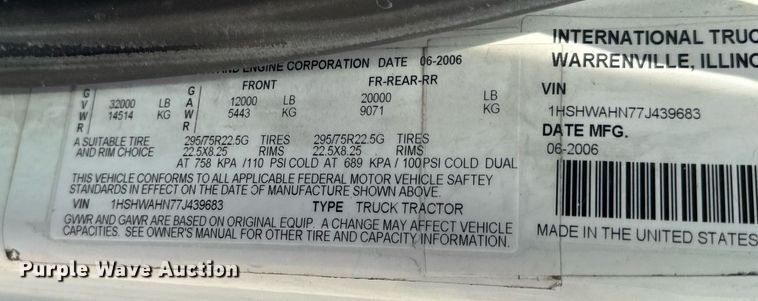 AND ENGINE CORPORATION DATE 06-2006
FRONT FR-REAR-RR
GVWR 32000 LB GAWR 12000 LB 20000 LB
14514 KG 5443 KG 9071 KG
A SUITABLE TIRE 295/75R22.5G TIRES 295/75R22.5G TIRES
AND RIM CHOICE 22.5X8.25 RIMS 22.5X8.25 RIMS
AT 758 KPA /110 PSI COLD AT 689 KPA / 100PSI COLD DUAL
THIS VEHICLE CONFORMS TO ALL APPLICABLE FEDERAL MOTOR VEHICLE SAFTEY
STANDARDS IN EFFECT ON THE DATE OF MANUFACTURE SHOWN ABOVE.
VIN 1HSHWAHN77J439683 TYPE TRUCK TRACTOR
GVWR AND GAWR ARE BASED ON ORIGINAL EQUIP. A CHANGE MAY AFFECT VEHICLE
CAPACITIES. SEE OWNER'S MANUAL FOR OTHER TIRE AND CAPACITY INFORMATION.
INTERNATIONAL TRUC
WARRENVILLE, ILLINO
VIN
1HSHWAHN77J439683
DATE MFG.
06-2006
MADE IN THE UNITED STATES
Purple Wave Auction